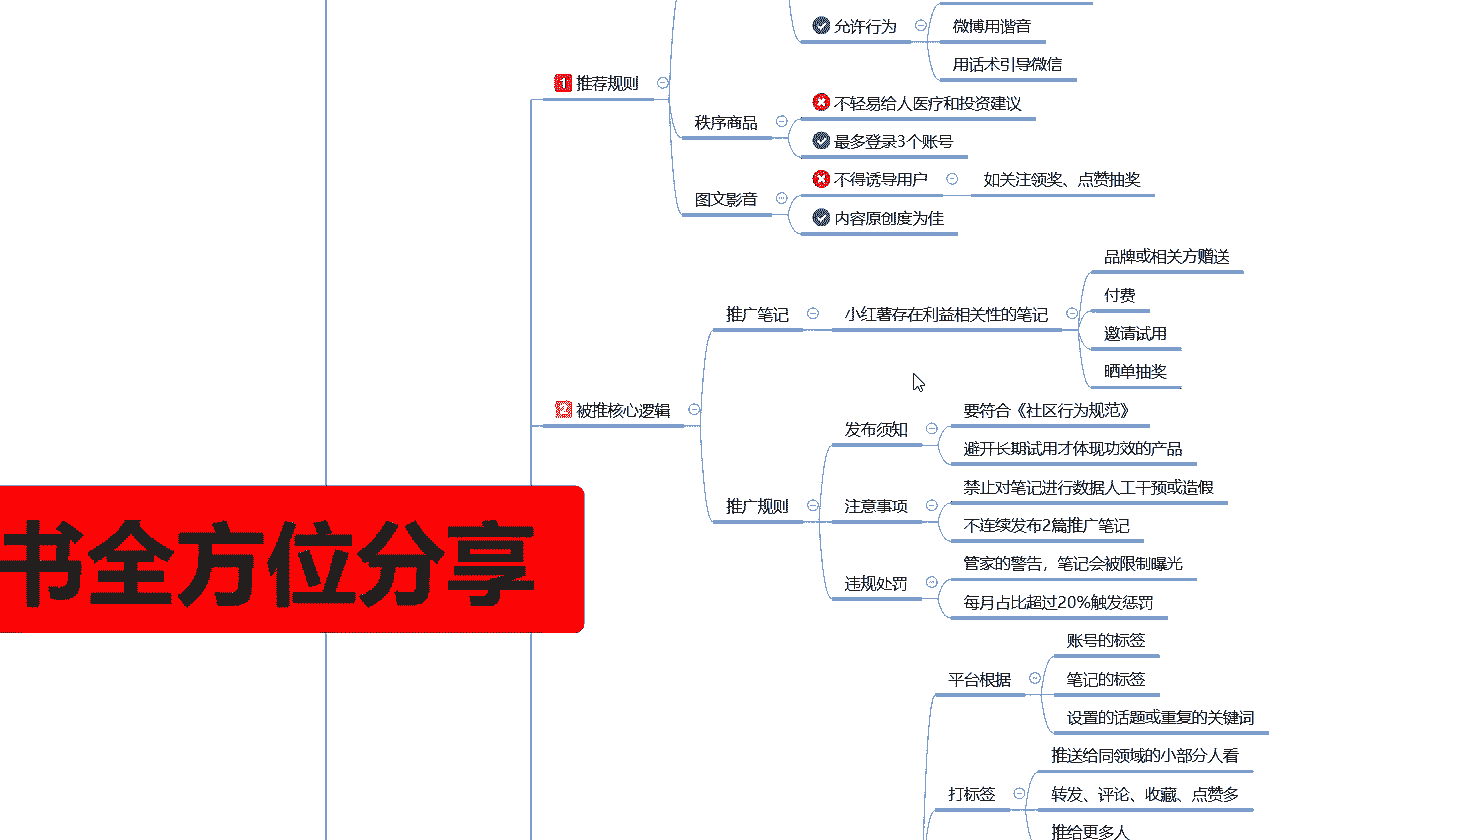 允许行为
微博用谐音
用话术引导微信
1 推荐规则
秩序商品
不轻易给人医疗和投资建议
最多登录3个账号
图文影音
不得诱导用户
如关注领奖、点赞抽奖
内容原创度为佳
2 被推核心逻辑
推广笔记
小红薯存在利益相关性的笔记
品牌或相关方赠送
付费
邀请试用
晒单抽奖
推广规则
发布须知
要符合《社区行为规范》
避开长期试用才体现功效的产品
注意事项
禁止对笔记进行数据人工干预或造假
不连续发布2篇推广笔记
违规处罚
管家的警告，笔记会被限制曝光
每月占比超过20%触发惩罚
书全方位分享
平台根据
账号的标签
笔记的标签
设置的话题或重复的关键词
打标签
推送给同领域的小部分人看
转发、评论、收藏、点赞多
推给更多人